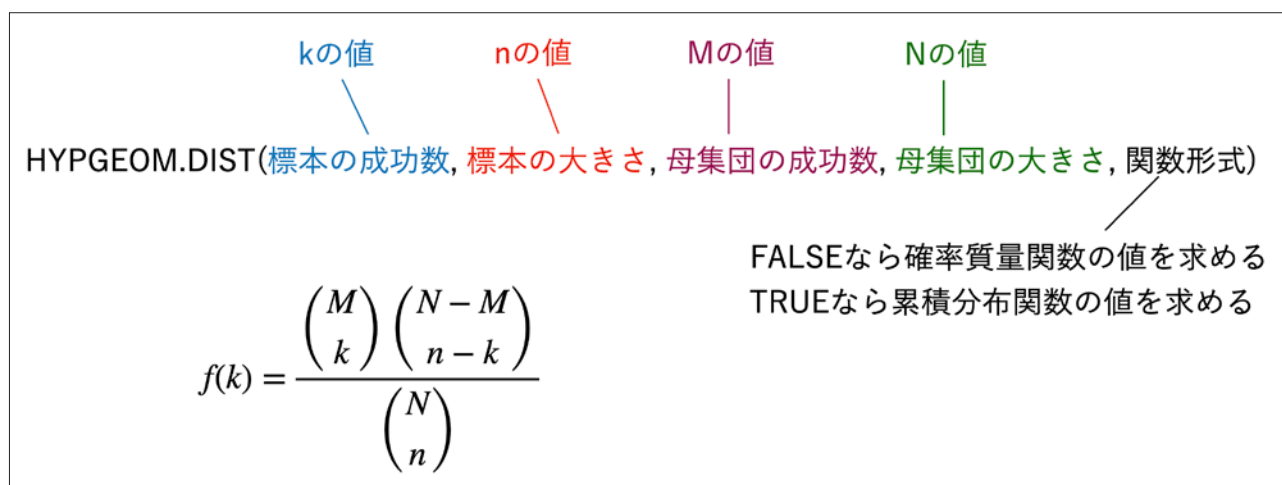 kの値 nの値 Mの値 Nの値
HYPGEOM.DIST(標本の成功数, 標本の大きさ, 母集団の成功数, 母集団の大きさ, 関数形式)
FALSEなら確率質量関数の値を求める
TRUEなら累積分布関数の値を求める
f(k) = \frac{\binom{M}{k}\binom{N-M}{n-k}}{\binom{N}{n}}